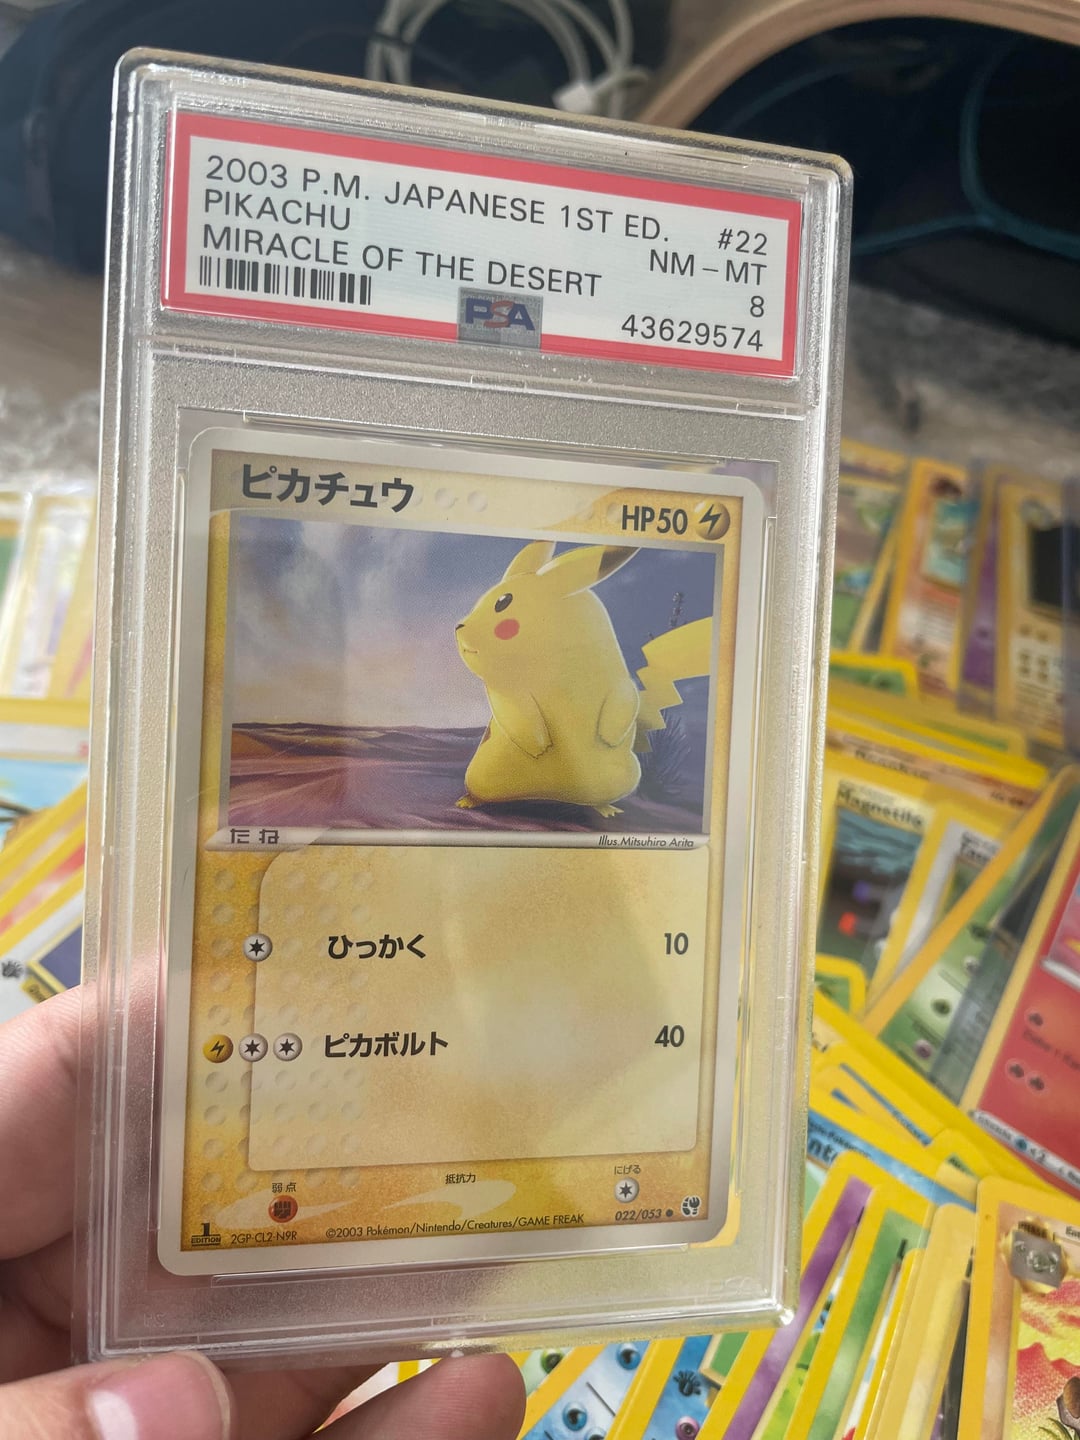 2003 P.M. JAPANESE 1ST ED. #22
PIKACHU NM - MT
MIRACLE OF THE DESERT 8
PSA 43629574
ピカチュウ HP50
たね Illus. Mitsuhiro Arita
ひっかく 10
ピカボルト 40
弱点 抵抗力 にげる
1 EDITION 2GP-CL2-N9R ©2003 Pokémon/Nintendo/Creatures/GAME FREAK 022/053
Magnetite